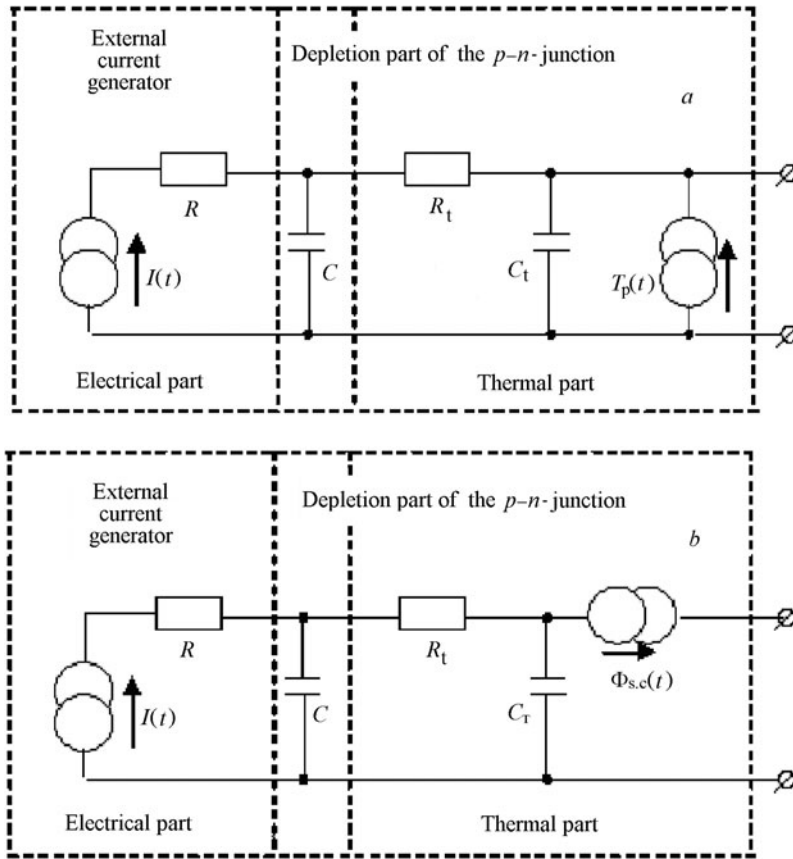 External
current
generator
Depletion part of the p–n-junction
a
R
R_t
I(t)
C
C_t
T_p(t)
Electrical part
Thermal part
External
current
generator
Depletion part of the p–n-junction
b
R
R_t
Φ_s.c(t)
I(t)
C
C_т
Electrical part
Thermal part